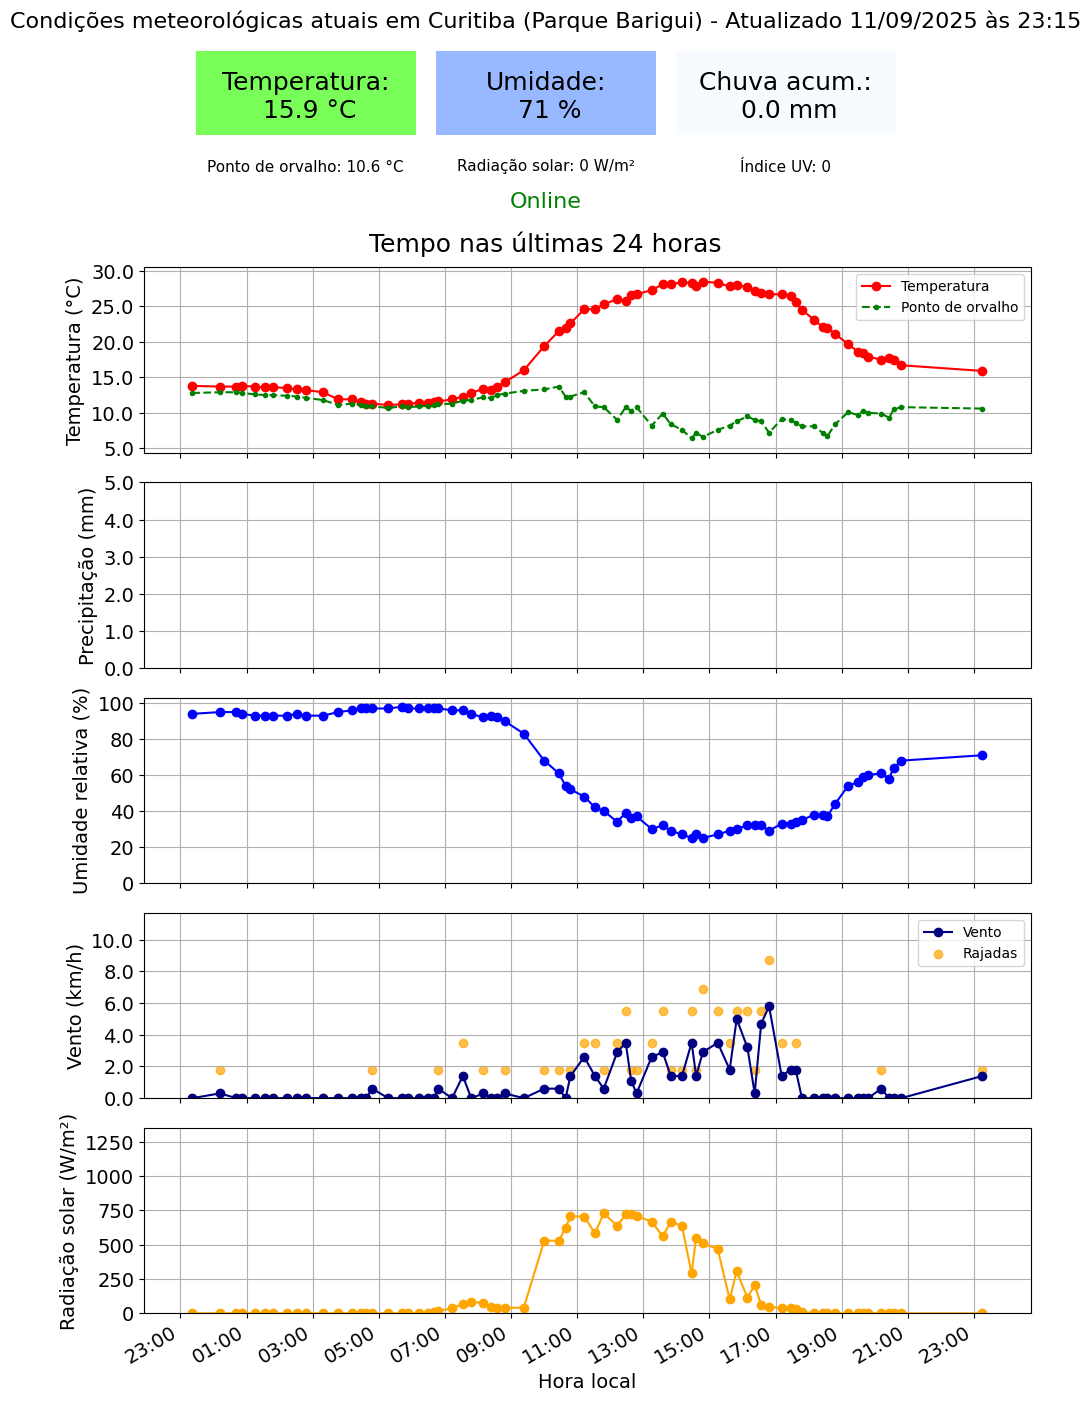 Condições meteorológicas atuais em Curitiba (Parque Barigui) - Atualizado 11/09/2025 às 23:15
Temperatura:
15.9 °C
Umidade:
71 %
Chuva acum.:
0.0 mm
Ponto de orvalho: 10.6 °C
Radiação solar: 0 W/m²
Índice UV: 0
Online
Tempo nas últimas 24 horas
Temperatura (°C)
30.0
25.0
20.0
15.0
10.0
5.0
Temperatura
Ponto de orvalho
Precipitação (mm)
5.0
4.0
3.0
2.0
1.0
0.0
Umidade relativa (%)
100
80
60
40
20
0
Vento (km/h)
10.0
8.0
6.0
4.0
2.0
0.0
Vento
Rajadas
Radiação solar (W/m²)
1250
1000
750
500
250
0
23:00
01:00
03:00
05:00
07:00
09:00
11:00
13:00
15:00
17:00
19:00
21:00
23:00
Hora local